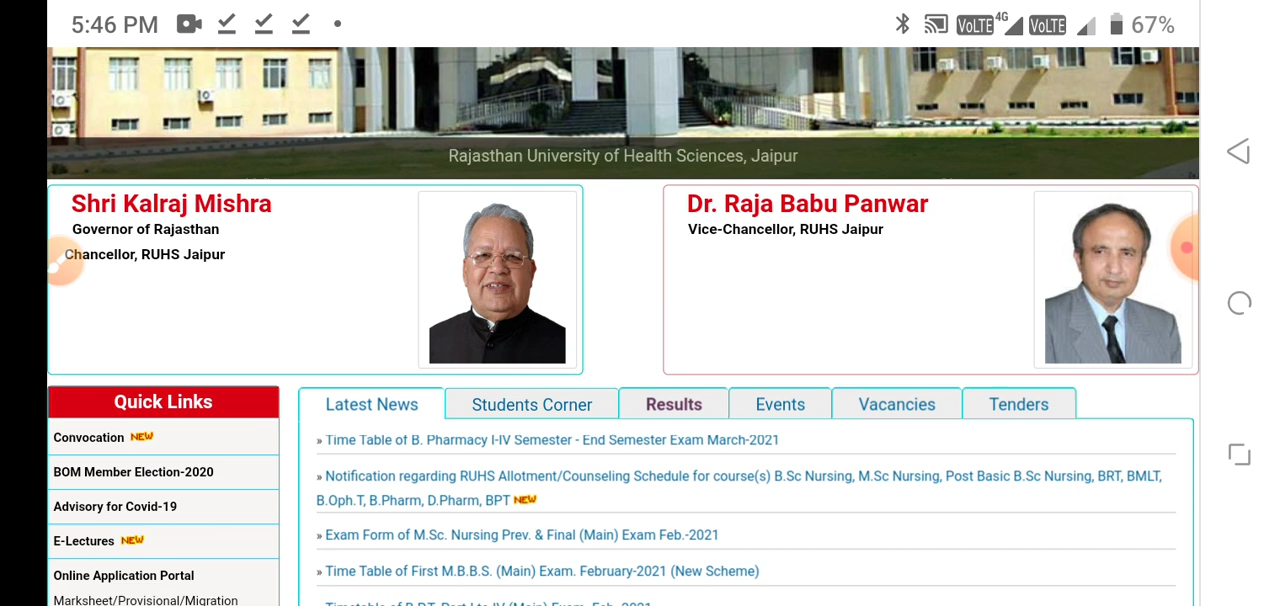 5:46 PM VoLTE 4G VoLTE 67%
Rajasthan University of Health Sciences, Jaipur
Shri Kalraj Mishra
Governor of Rajasthan
Chancellor, RUHS Jaipur
Dr. Raja Babu Panwar
Vice-Chancellor, RUHS Jaipur
Quick Links
Convocation NEW
BOM Member Election-2020
Advisory for Covid-19
E-Lectures NEW
Online Application Portal
Marksheet/Provisional/Migration
Latest News Students Corner Results Events Vacancies Tenders
» Time Table of B. Pharmacy I-IV Semester - End Semester Exam March-2021
» Notification regarding RUHS Allotment/Counseling Schedule for course(s) B.Sc Nursing, M.Sc Nursing, Post Basic B.Sc Nursing, BRT, BMLT,
B.Oph.T, B.Pharm, D.Pharm, BPT NEW
» Exam Form of M.Sc. Nursing Prev. & Final (Main) Exam Feb.-2021
» Time Table of First M.B.B.S. (Main) Exam. February-2021 (New Scheme)